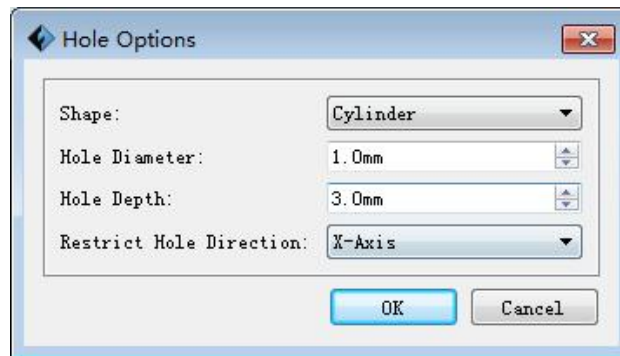 Hole Options
Shape: Cylinder
Hole Diameter: 1.0mm
Hole Depth: 3.0mm
Restrict Hole Direction: X-Axis
OK Cancel